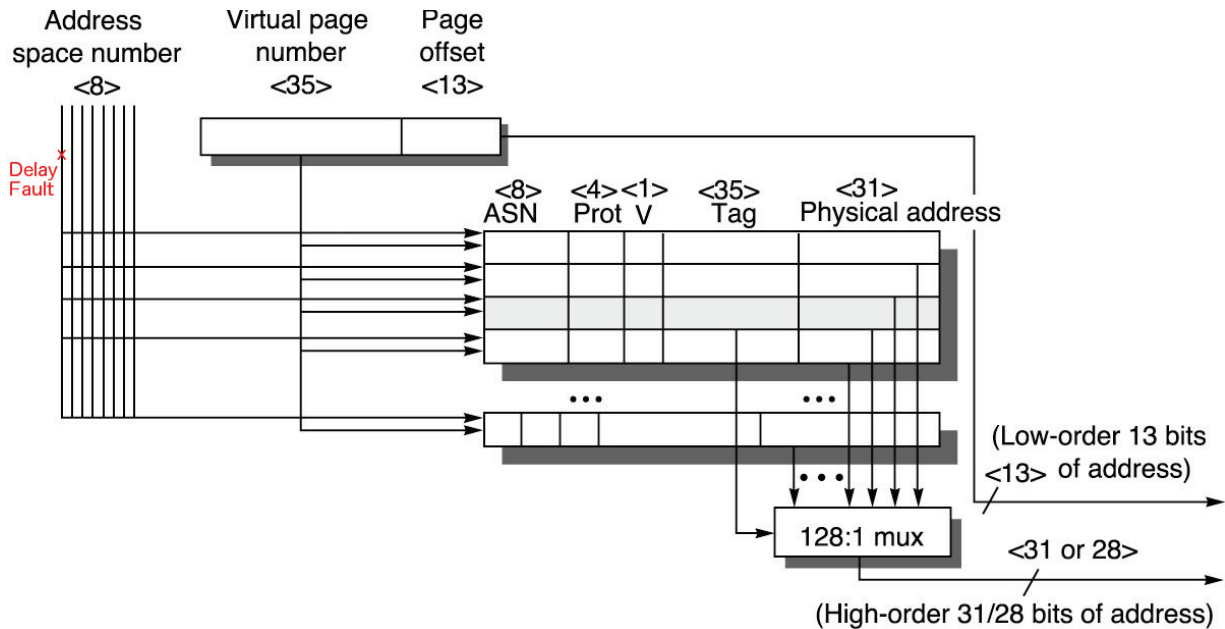 Address
space number
<8>
Virtual page
number
<35>
Page
offset
<13>
Delay
Fault
x
<8>
ASN
<4>
Prot
<1>
V
<35>
Tag
<31>
Physical address
•••
•••
•••
128:1 mux
(Low-order 13 bits
of address)
<13>
<31 or 28>
(High-order 31/28 bits of address)